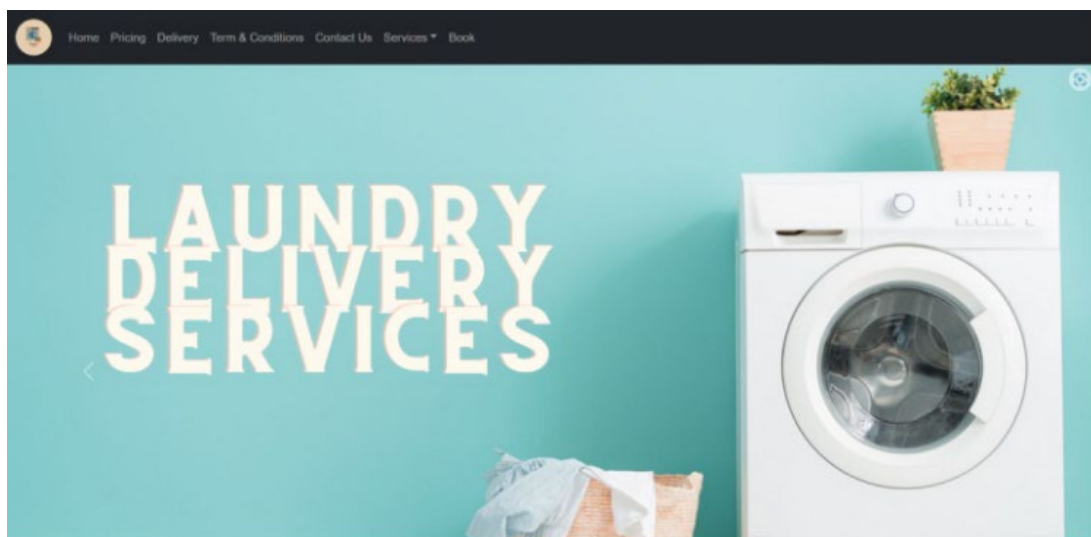 Home Pricing Delivery Term & Conditions Contact Us Services Book
LAUNDRY
DELIVERY
SERVICES